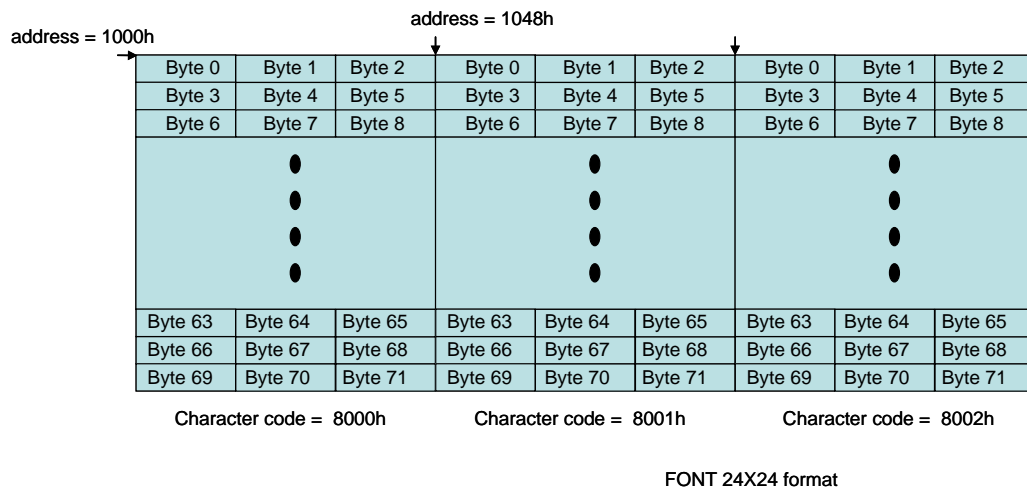 address = 1048h
address = 1000h
Byte 0 Byte 1 Byte 2 Byte 0 Byte 1 Byte 2 Byte 0 Byte 1 Byte 2
Byte 3 Byte 4 Byte 5 Byte 3 Byte 4 Byte 5 Byte 3 Byte 4 Byte 5
Byte 6 Byte 7 Byte 8 Byte 6 Byte 7 Byte 8 Byte 6 Byte 7 Byte 8
Byte 63 Byte 64 Byte 65 Byte 63 Byte 64 Byte 65 Byte 63 Byte 64 Byte 65
Byte 66 Byte 67 Byte 68 Byte 66 Byte 67 Byte 68 Byte 66 Byte 67 Byte 68
Byte 69 Byte 70 Byte 71 Byte 69 Byte 70 Byte 71 Byte 69 Byte 70 Byte 71
Character code = 8000h Character code = 8001h Character code = 8002h
FONT 24X24 format